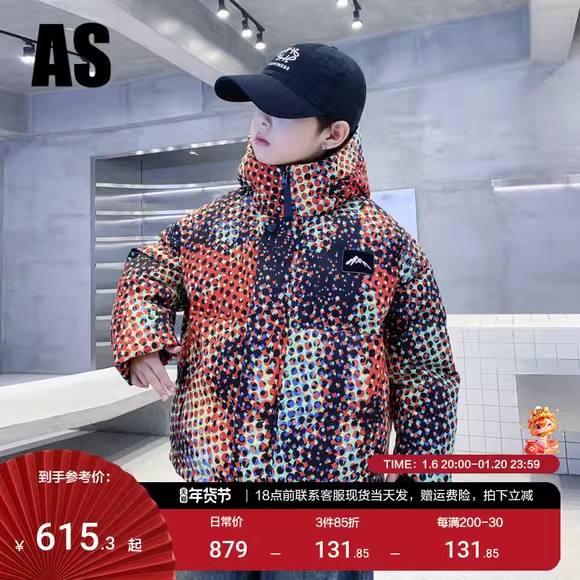 AS
TIME: 1.6 20:00-01.20 23:59
到手参考价:
¥ 615.3 起
年货节 18点前联系客服现货当天发,赠运费险,拍下立减
日常价 3件85折 每满200-30
879 — 131.85 — 131.85